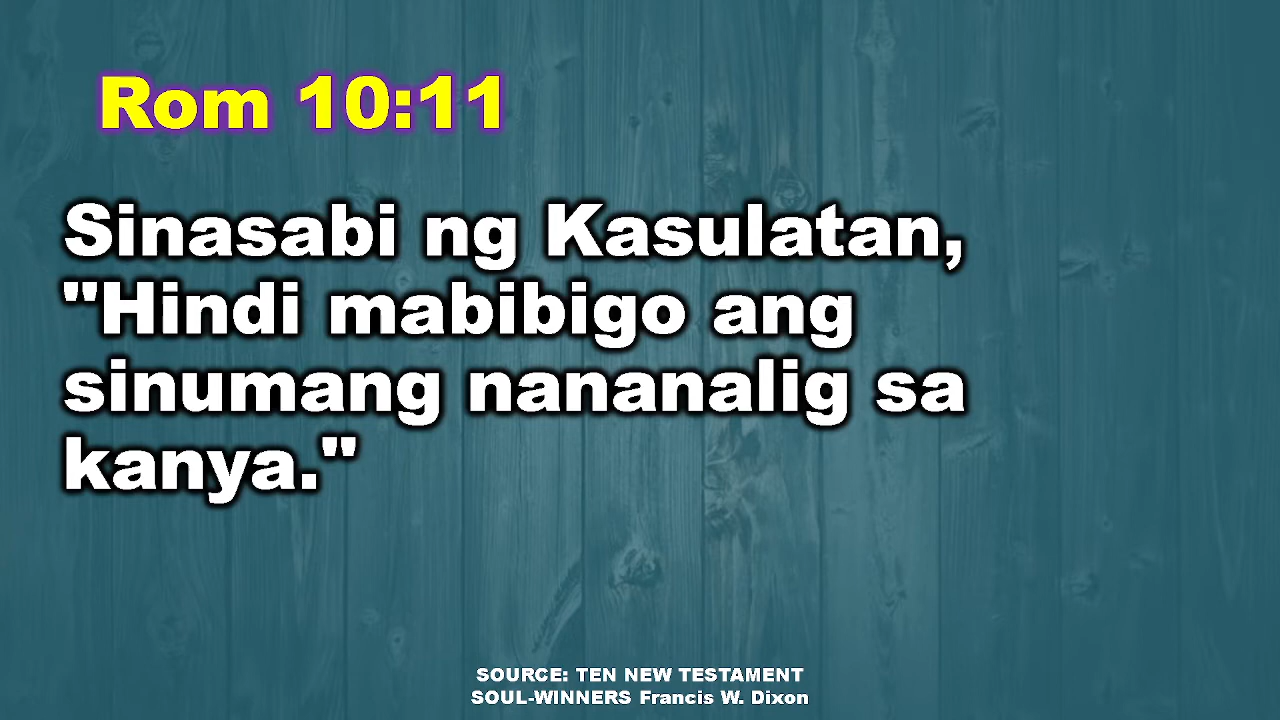 Rom 10:11
Sinasabi ng Kasulatan,
"Hindi mabibigo ang
sinumang nananalig sa
kanya."
SOURCE: TEN NEW TESTAMENT
SOUL-WINNERS Francis W. Dixon